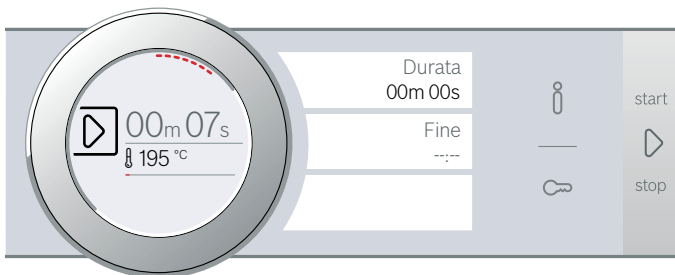 00m 07s
195 °C
Durata
00m 00s
Fine
--:--
start
stop